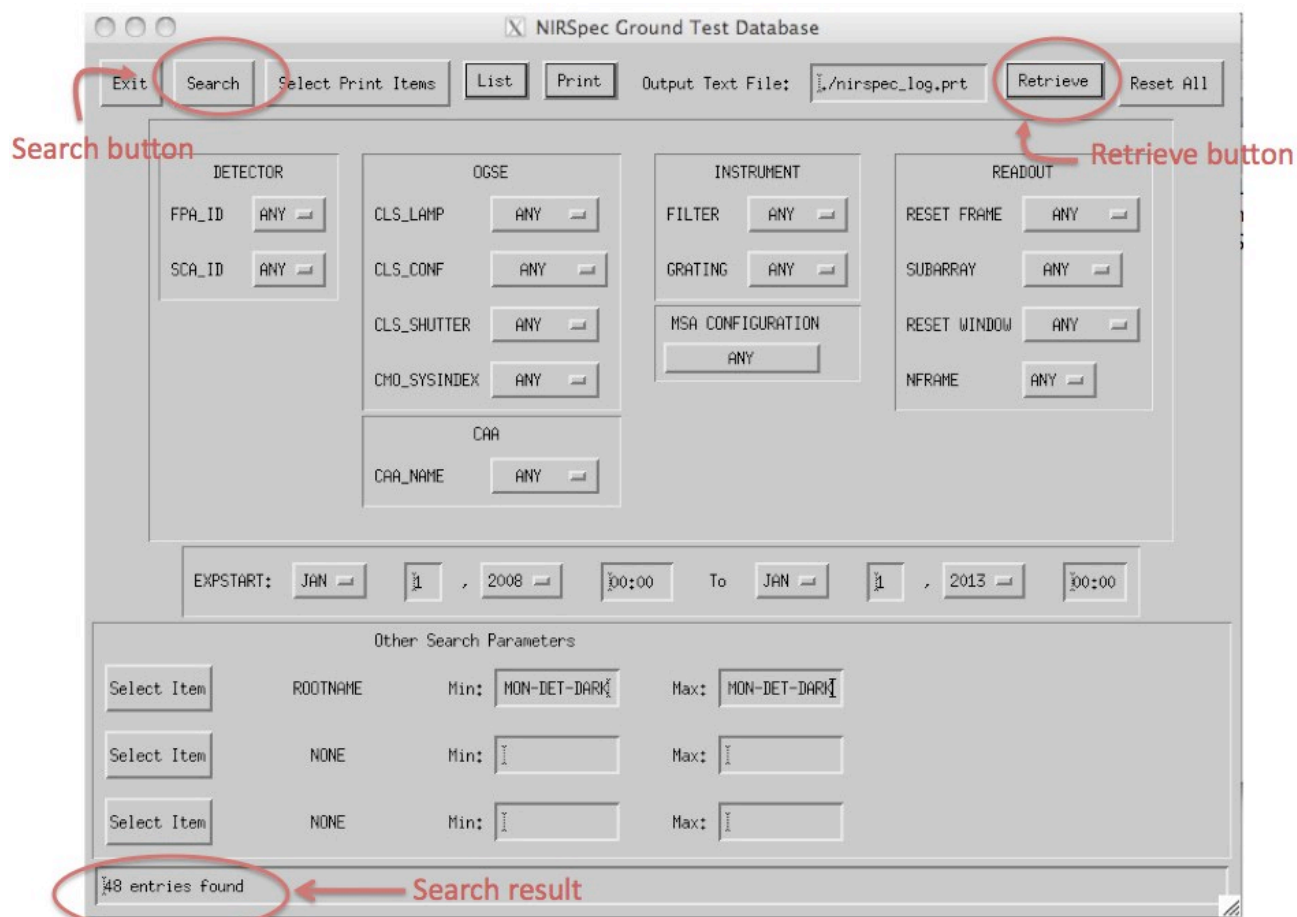 X NIRSpec Ground Test Database
Exit Search Select Print Items List Print Output Text File: ./nirspec_log.prt Retrieve Reset All
Search button
Retrieve button
DETECTOR OGSE INSTRUMENT READOUT
FPA_ID ANY CLS_LAMP ANY FILTER ANY RESET FRAME ANY
SCA_ID ANY CLS_CONF ANY GRATING ANY SUBARRAY ANY
CLS_SHUTTER ANY MSA CONFIGURATION RESET WINDOW ANY
ANY
CMO_SYSINDEX ANY NFRAME ANY
CAA
CAA_NAME ANY
EXPSTART: JAN 1 , 2008 00:00 To JAN 1 , 2013 00:00
Other Search Parameters
Select Item ROOTNAME Min: MON-DET-DARK Max: MON-DET-DARK
Select Item NONE Min: Max:
Select Item NONE Min: Max:
48 entries found
Search result